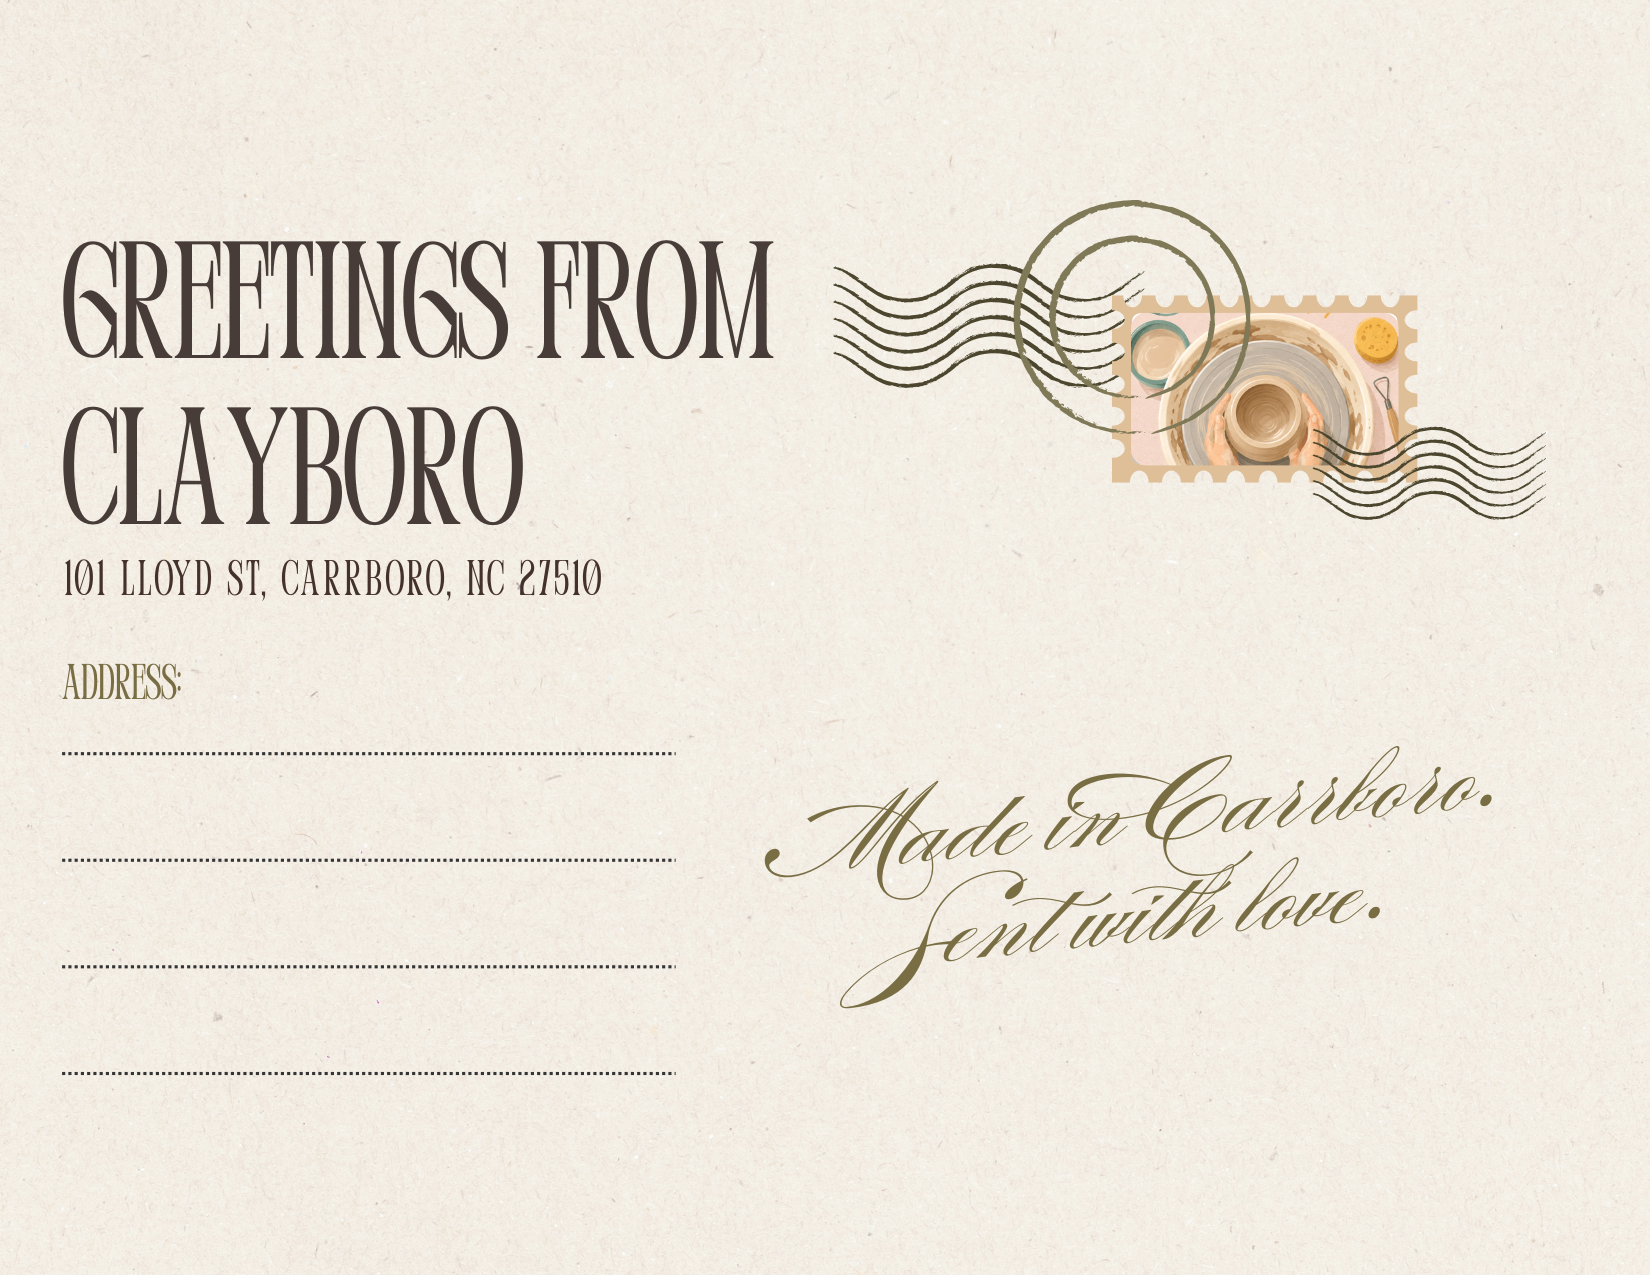 GREETINGS FROM
CLAYBORO
101 LLOYD ST, CARRBORO, NC 27510
ADDRESS:
Made in Carrboro.
Sent with love.